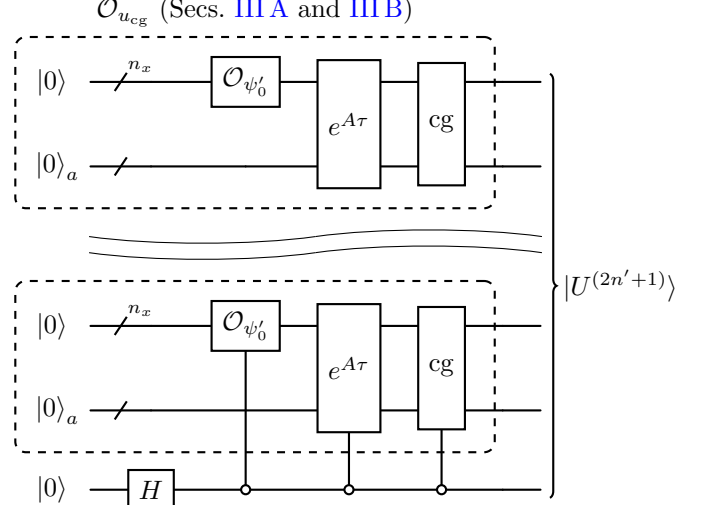 𝒪_{u_cg} (Secs. III A and III B)
|0⟩ n_x 𝒪_{ψ′_0}
e^{Aτ} cg
|0⟩_a
|U^{(2n′+1)}⟩
|0⟩ n_x 𝒪_{ψ′_0}
e^{Aτ} cg
|0⟩_a
|0⟩ H